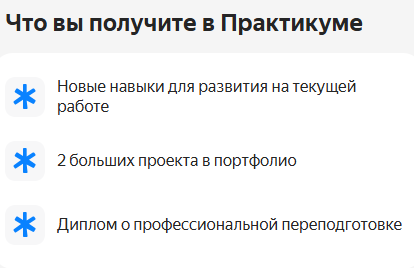 Что вы получите в Практикуме
Новые навыки для развития на текущей
работе
2 больших проекта в портфолио
Диплом о профессиональной переподготовке